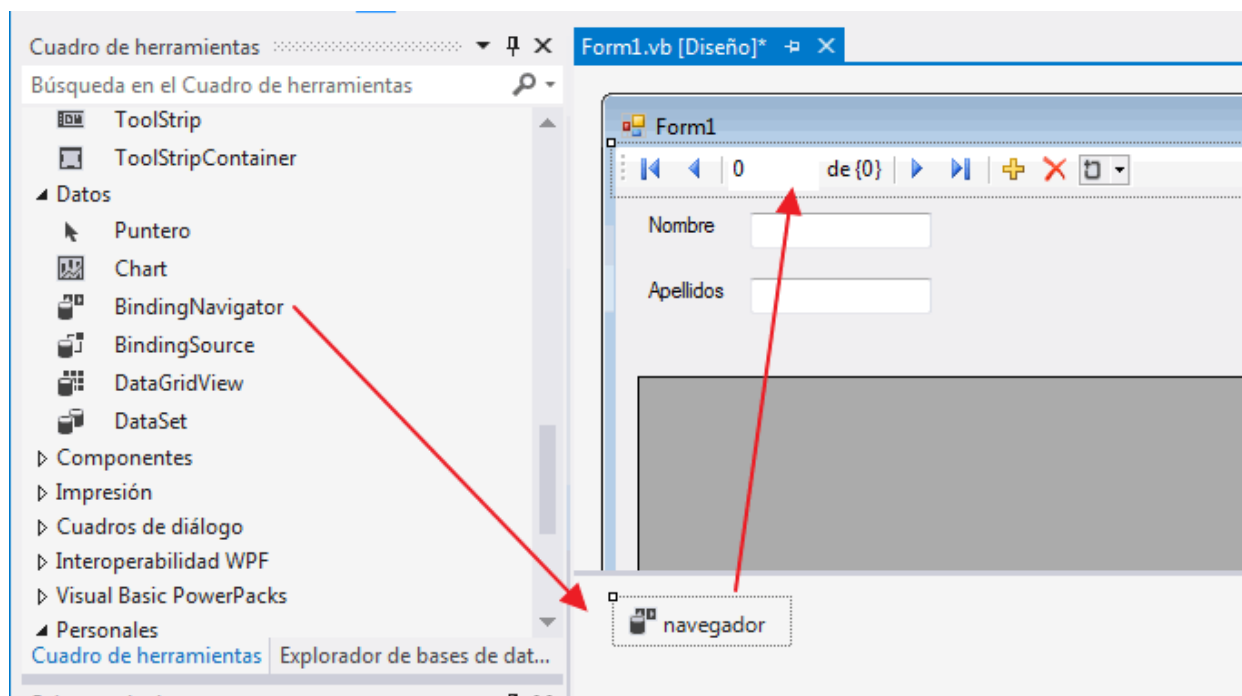 Cuadro de herramientas
Búsqueda en el Cuadro de herramientas
ToolStrip
ToolStripContainer
Datos
Puntero
Chart
BindingNavigator
BindingSource
DataGridView
DataSet
Componentes
Impresión
Cuadros de diálogo
Interoperabilidad WPF
Visual Basic PowerPacks
Personales
Cuadro de herramientas Explorador de bases de dat...
Form1.vb [Diseño]*
Form1
0 de {0}
Nombre
Apellidos
navegador